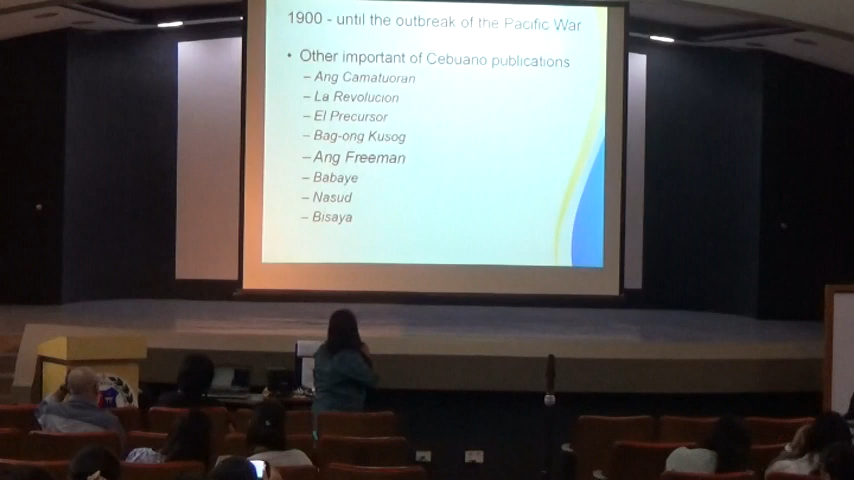 1900 - until the outbreak of the Pacific War
• Other important of Cebuano publications
– Ang Camatuoran
– La Revolucion
– El Precursor
– Bag-ong Kusog
– Ang Freeman
– Babaye
– Nasud
– Bisaya